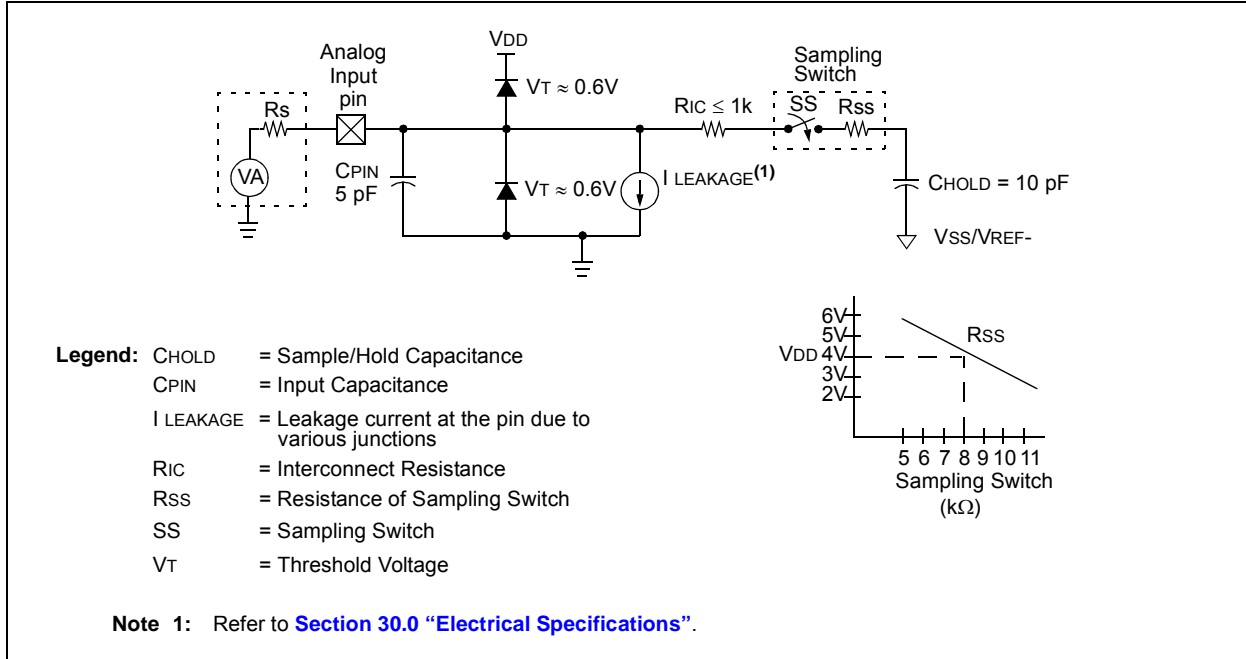 VDD
Analog
Input
pin
Sampling
Switch
VT ≈ 0.6V
Rs
RIC ≤ 1k
SS
Rss
VA
CPIN
5 pF
VT ≈ 0.6V
I LEAKAGE(1)
CHOLD = 10 pF
VSS/VREF-
6V
5V
VDD 4V
3V
2V
RSS
5 6 7 8 9 10 11
Sampling Switch
(kΩ)
Legend: CHOLD = Sample/Hold Capacitance
CPIN = Input Capacitance
I LEAKAGE = Leakage current at the pin due to
various junctions
RIC = Interconnect Resistance
RSS = Resistance of Sampling Switch
SS = Sampling Switch
VT = Threshold Voltage
Note 1: Refer to Section 30.0 “Electrical Specifications”.